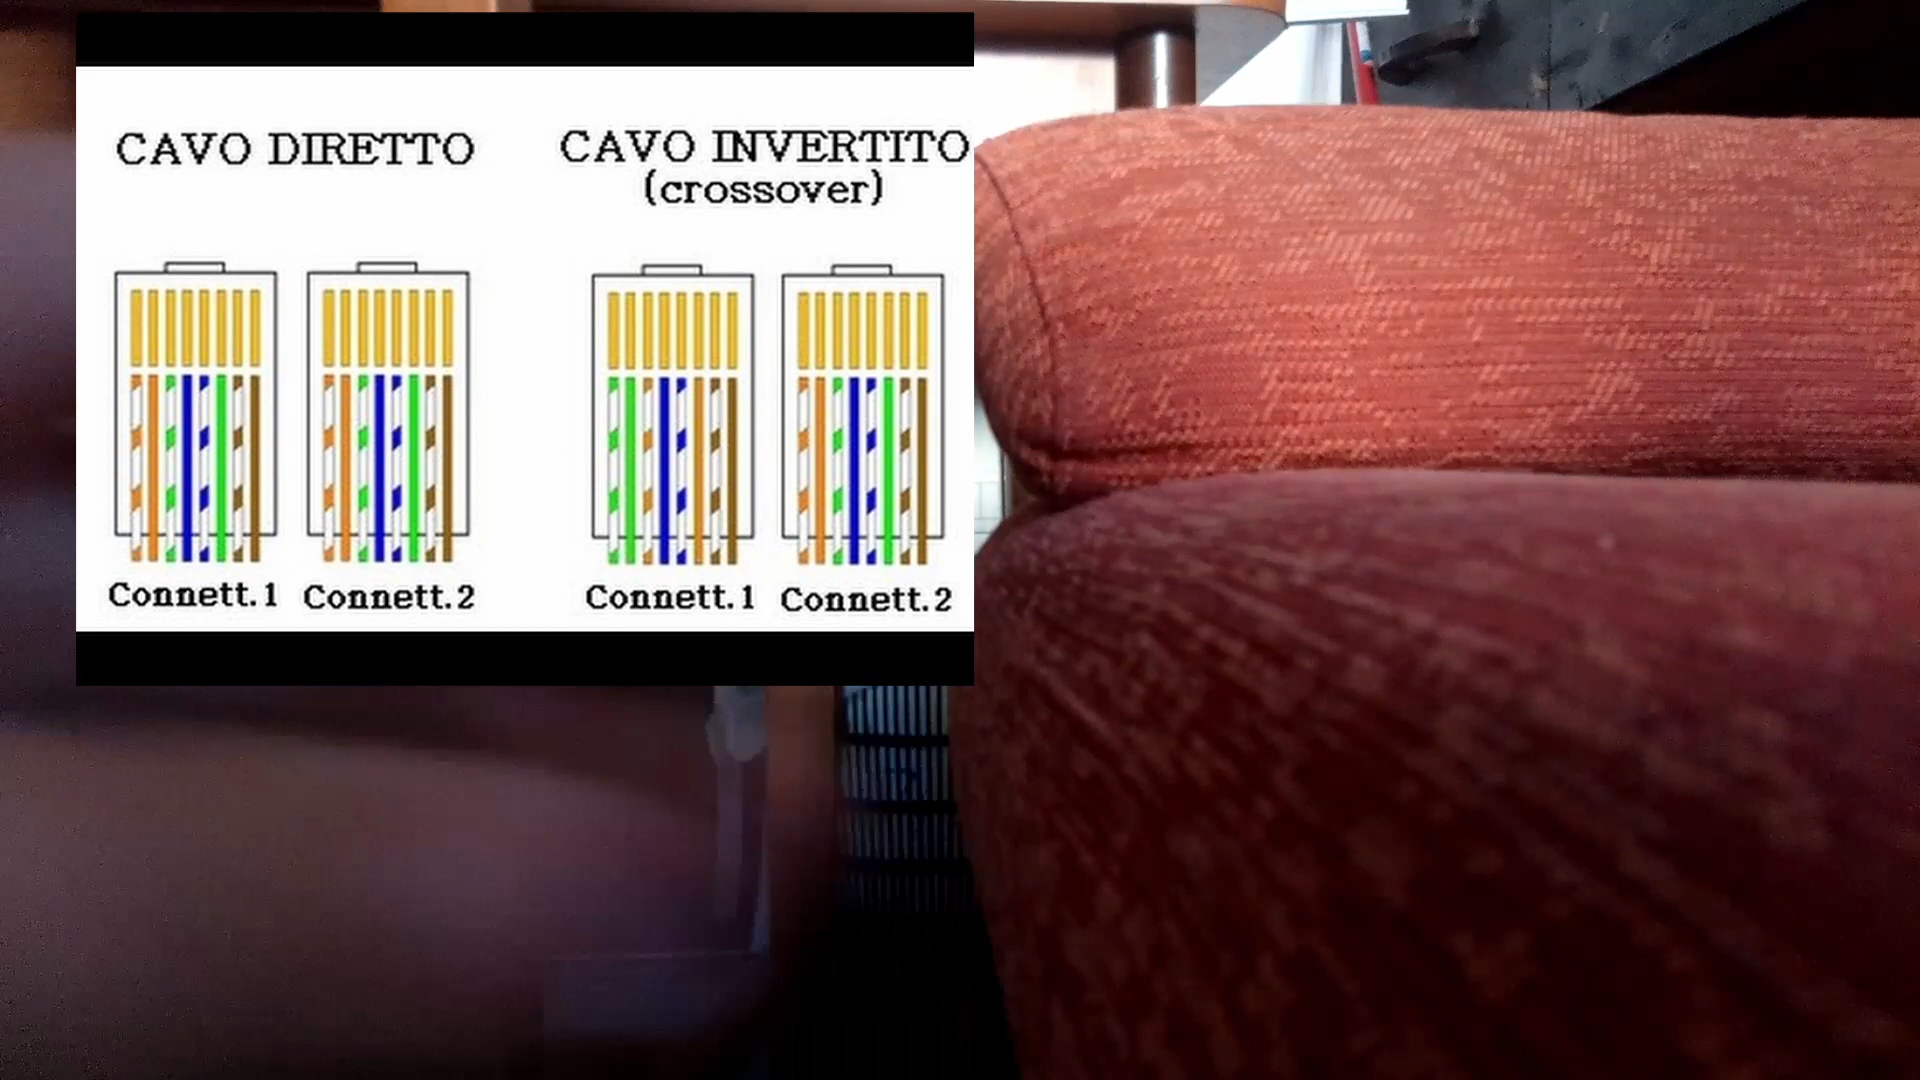 CAVO DIRETTO
CAVO INVERTITO
(crossover)
Connett.1
Connett.2
Connett.1
Connett.2